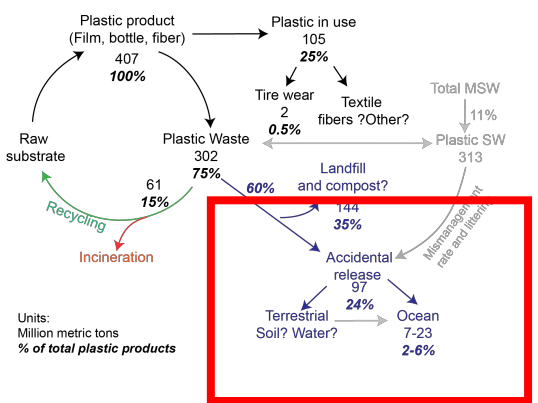 Plastic product
(Film, bottle, fiber)
407
100%
Plastic in use
105
25%
Tire wear
2
0.5%
Textile
fibers ?Other?
Total MSW
11%
Plastic SW
313
Raw
substrate
Plastic Waste
302
75%
61
15%
Recycling
Incineration
60%
Landfill
and compost?
144
35%
Mismanagement
rate and littering
Accidental
release
97
24%
Terrestrial
Soil? Water?
Ocean
7-23
2-6%
Units:
Million metric tons
% of total plastic products